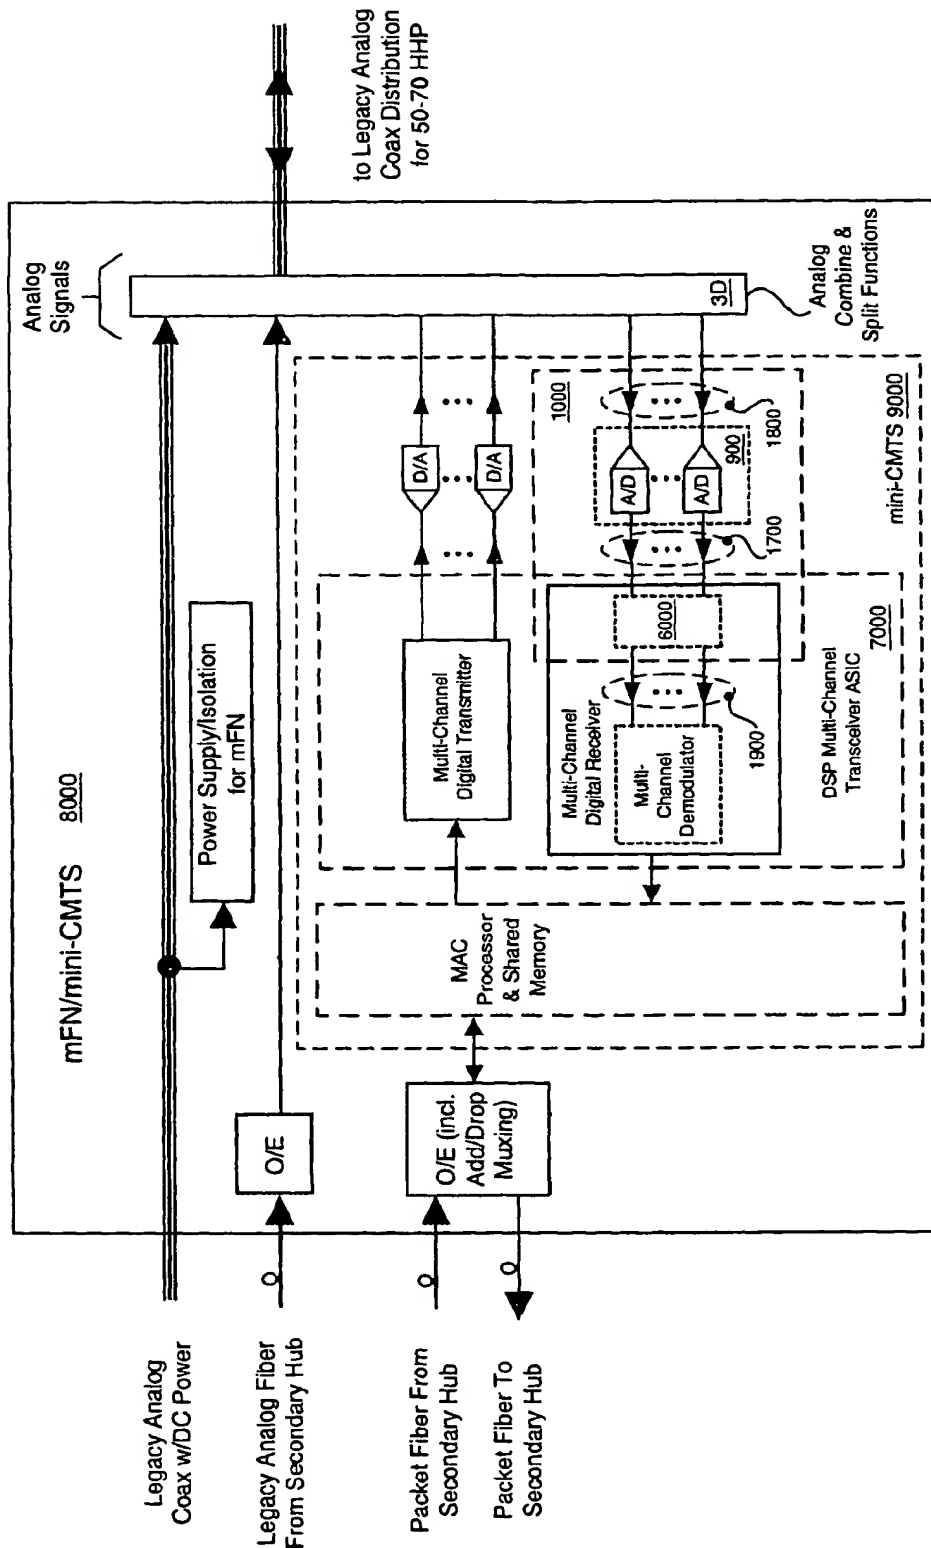 mFN/mini-CMTS 8000
Legacy Analog
Coax w/DC Power
Legacy Analog Fiber
From Secondary Hub
Packet Fiber From
Secondary Hub
Packet Fiber To
Secondary Hub
Power Supply/Isolation
for mFN
O/E
O/E (incl.
Add/Drop
Muxing)
MAC
Processor
& Shared
Memory
Multi-Channel
Digital Transmitter
D/A
D/A
Multi-Channel
Digital Receiver
Multi-
Channel
Demodulator
1900
6000
1700
A/D
A/D
900
1800
1000
DSP Multi-Channel
Transceiver ASIC
7000
mini-CMTS 9000
Analog
Signals
3D
Analog
Combine &
Split Functions
to Legacy Analog
Coax Distribution
for 50-70 HHP